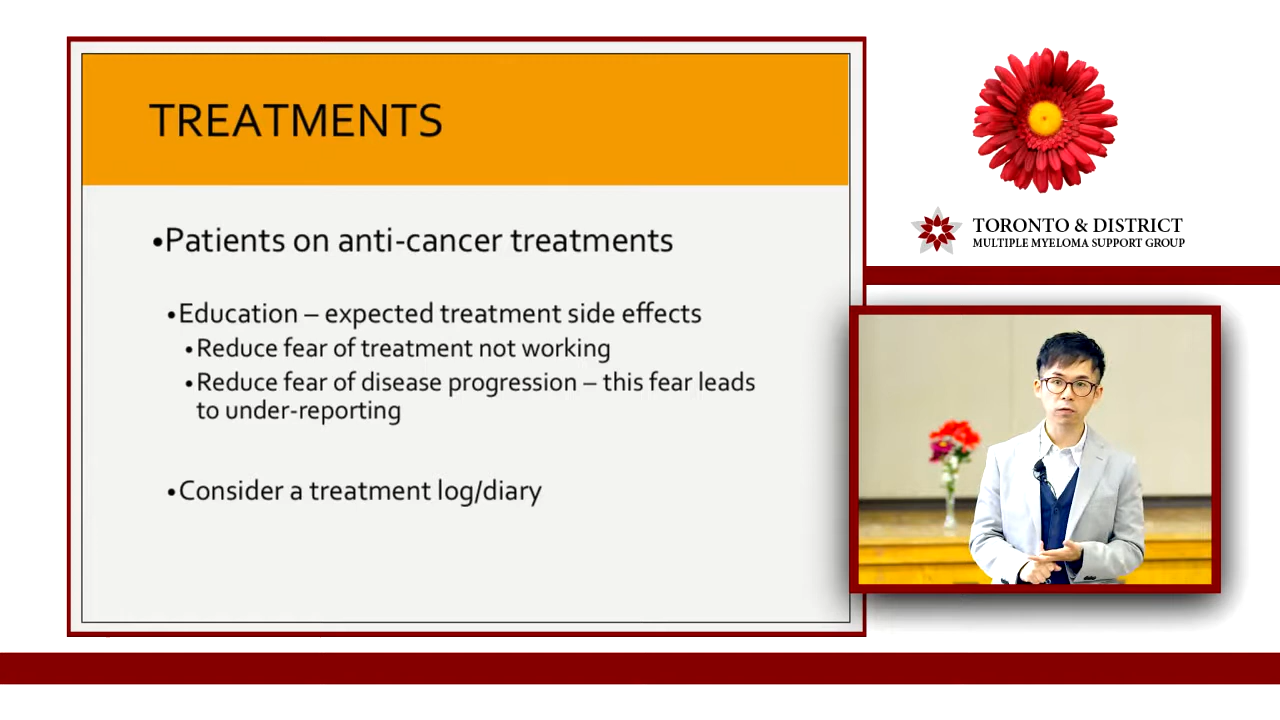 TREATMENTS
•Patients on anti-cancer treatments
•Education – expected treatment side effects
•Reduce fear of treatment not working
•Reduce fear of disease progression – this fear leads
to under-reporting
•Consider a treatment log/diary
TORONTO & DISTRICT
MULTIPLE MYELOMA SUPPORT GROUP